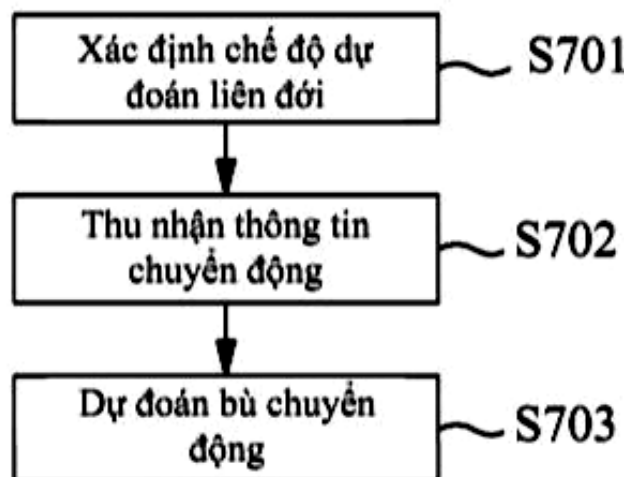 Xác định chế độ dự
đoán liên đới
S701
Thu nhận thông tin
chuyển động
S702
Dự đoán bù chuyển
động
S703